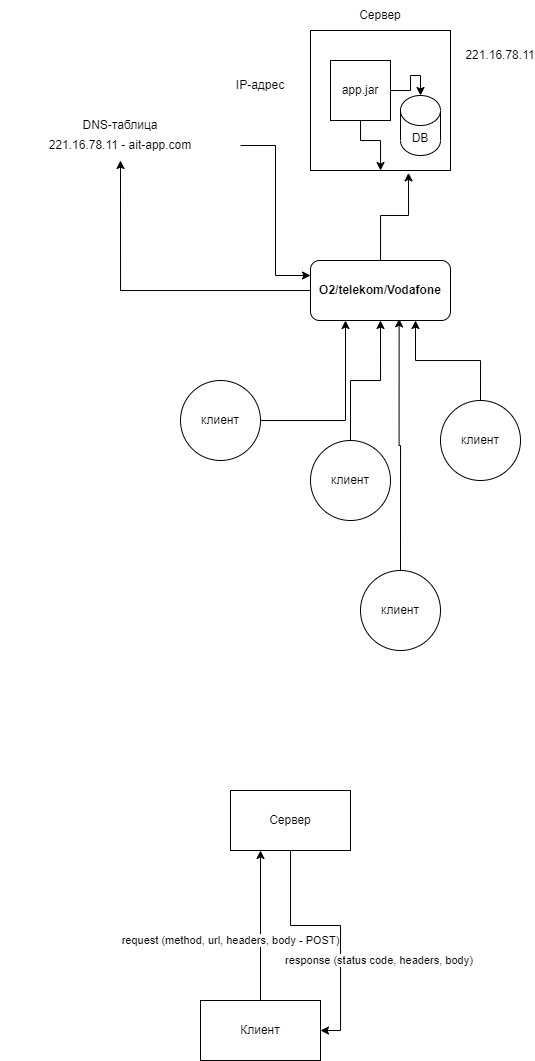 Сервер
221.16.78.11
IP-адрес
app.jar
DB
DNS-таблица
221.16.78.11 - ait-app.com
O2/telekom/Vodafone
клиент
клиент
клиент
клиент
Сервер
request (method, url, headers, body - POST)
response (status code, headers, body)
Клиент